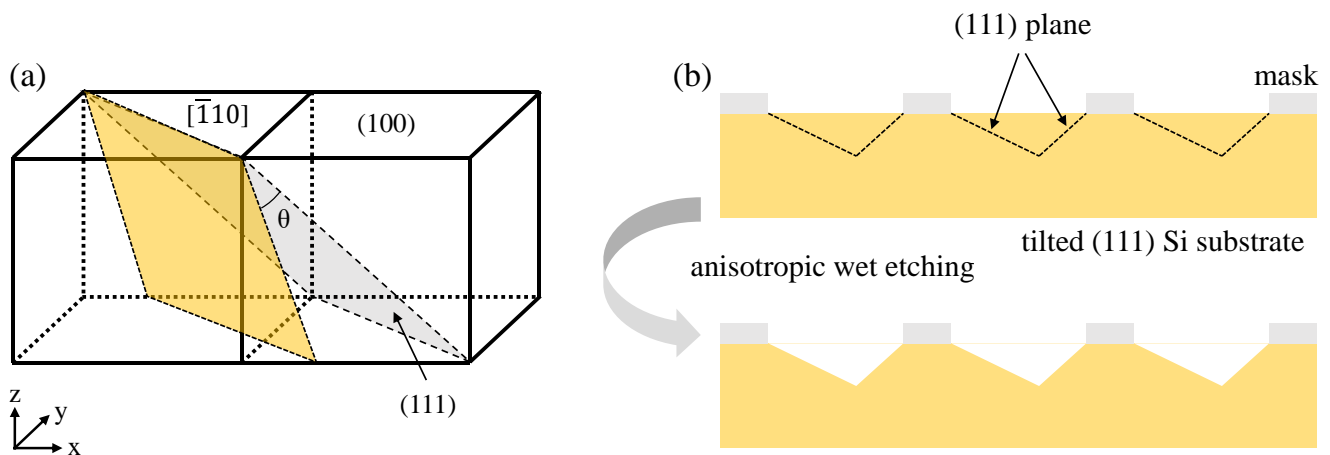 (a)
[1̅10]
(100)
θ
(111)
z
y
x
(b)
(111) plane
mask
tilted (111) Si substrate
anisotropic wet etching